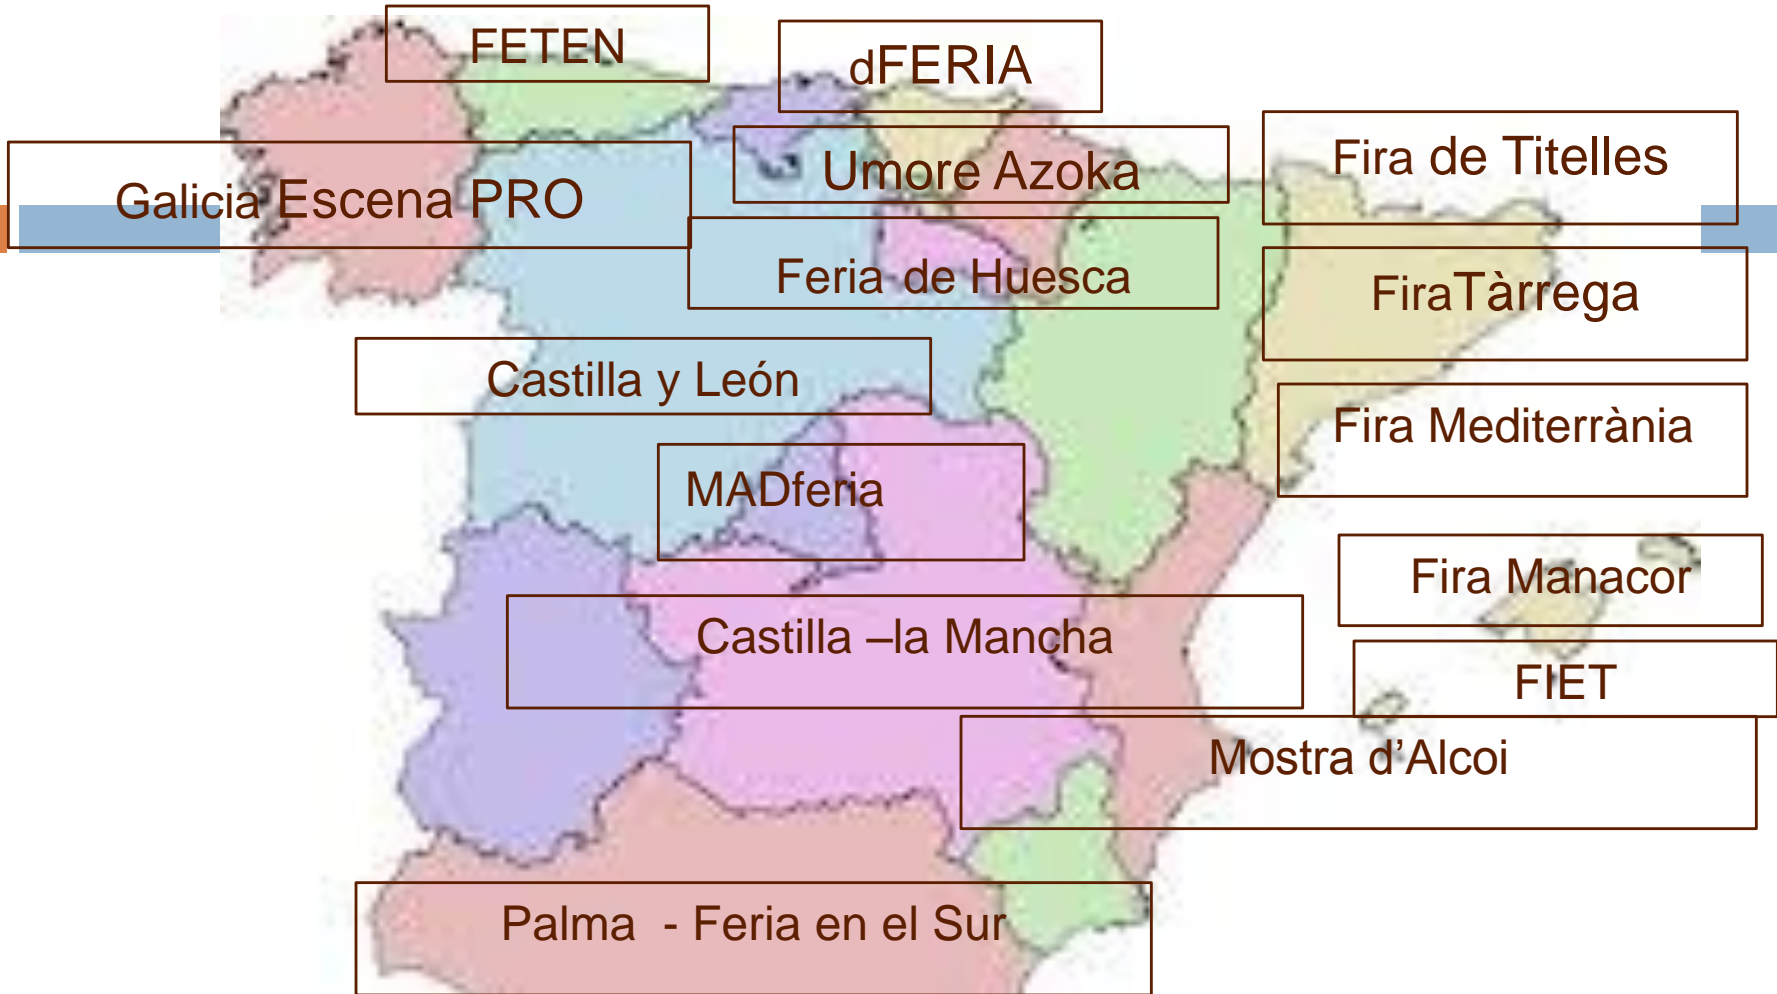 FETEN
dFERIA
Umore Azoka
Fira de Titelles
Galicia Escena PRO
Feria de Huesca
FiraTàrrega
Castilla y León
Fira Mediterrània
MADferia
Fira Manacor
Castilla –la Mancha
FIET
Mostra d’Alcoi
Palma - Feria en el Sur